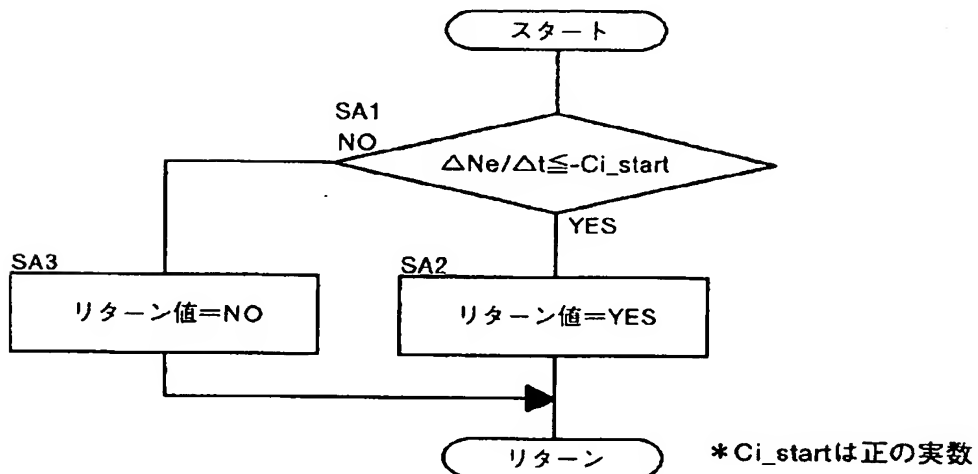 スタート
SA1
NO
△Ne/△t≦-Ci_start
YES
SA3
リターン値=NO
SA2
リターン値=YES
リターン
*Ci_startは正の実数